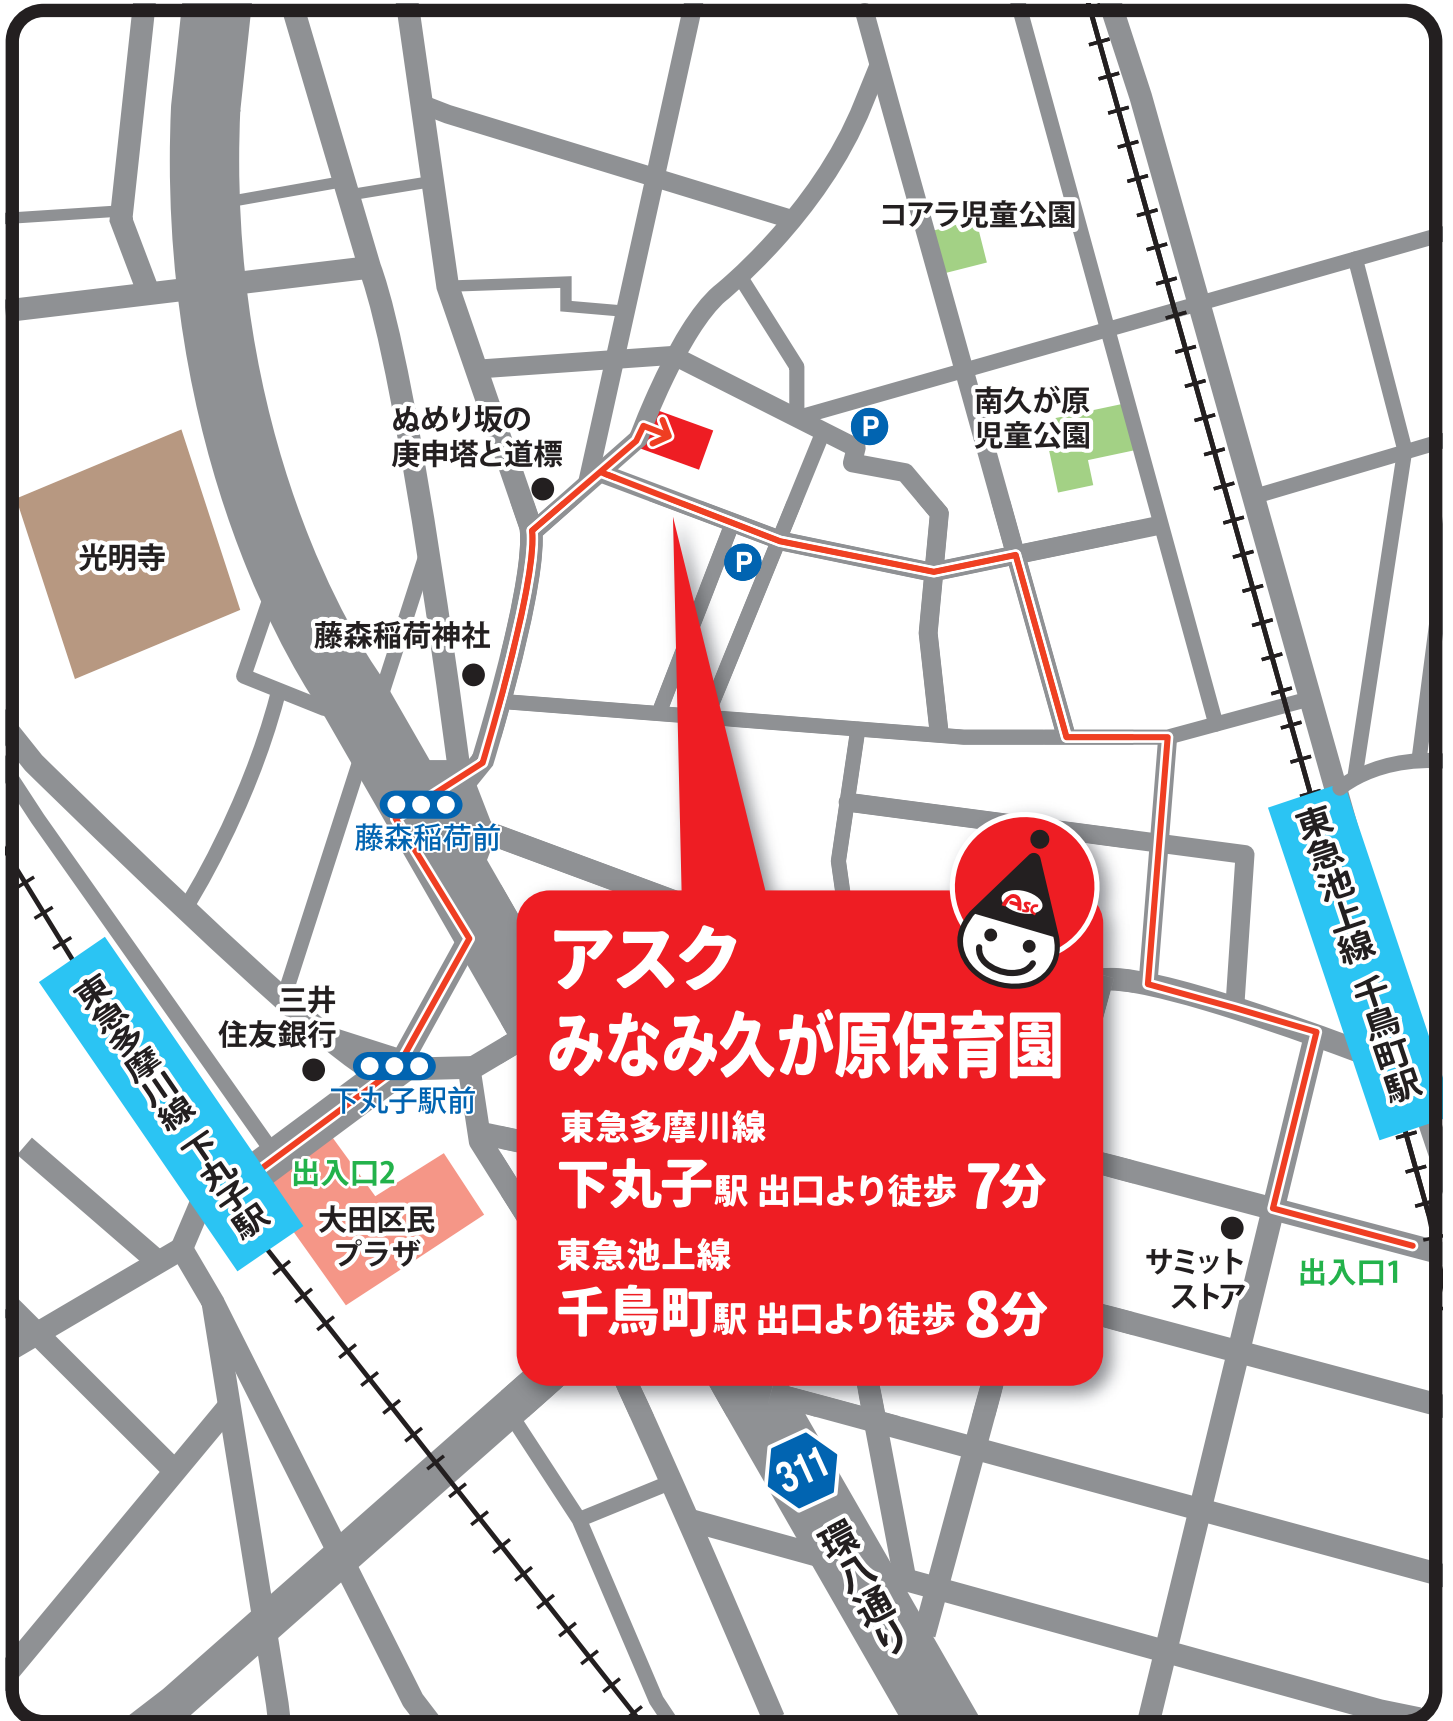 コアラ児童公園
南久が原
児童公園
P
ぬめり坂の
庚申塔と道標
P
光明寺
藤森稲荷神社
藤森稲荷前
東急池上線 千鳥町駅
Asc
アスク
みなみ久が原保育園
東急多摩川線
下丸子駅 出口より徒歩 7分
東急池上線
千鳥町駅 出口より徒歩 8分
東急多摩川線 下丸子駅
三井
住友銀行
下丸子駅前
出入口2
大田区民
プラザ
サミット
ストア
出入口1
311
環八通り